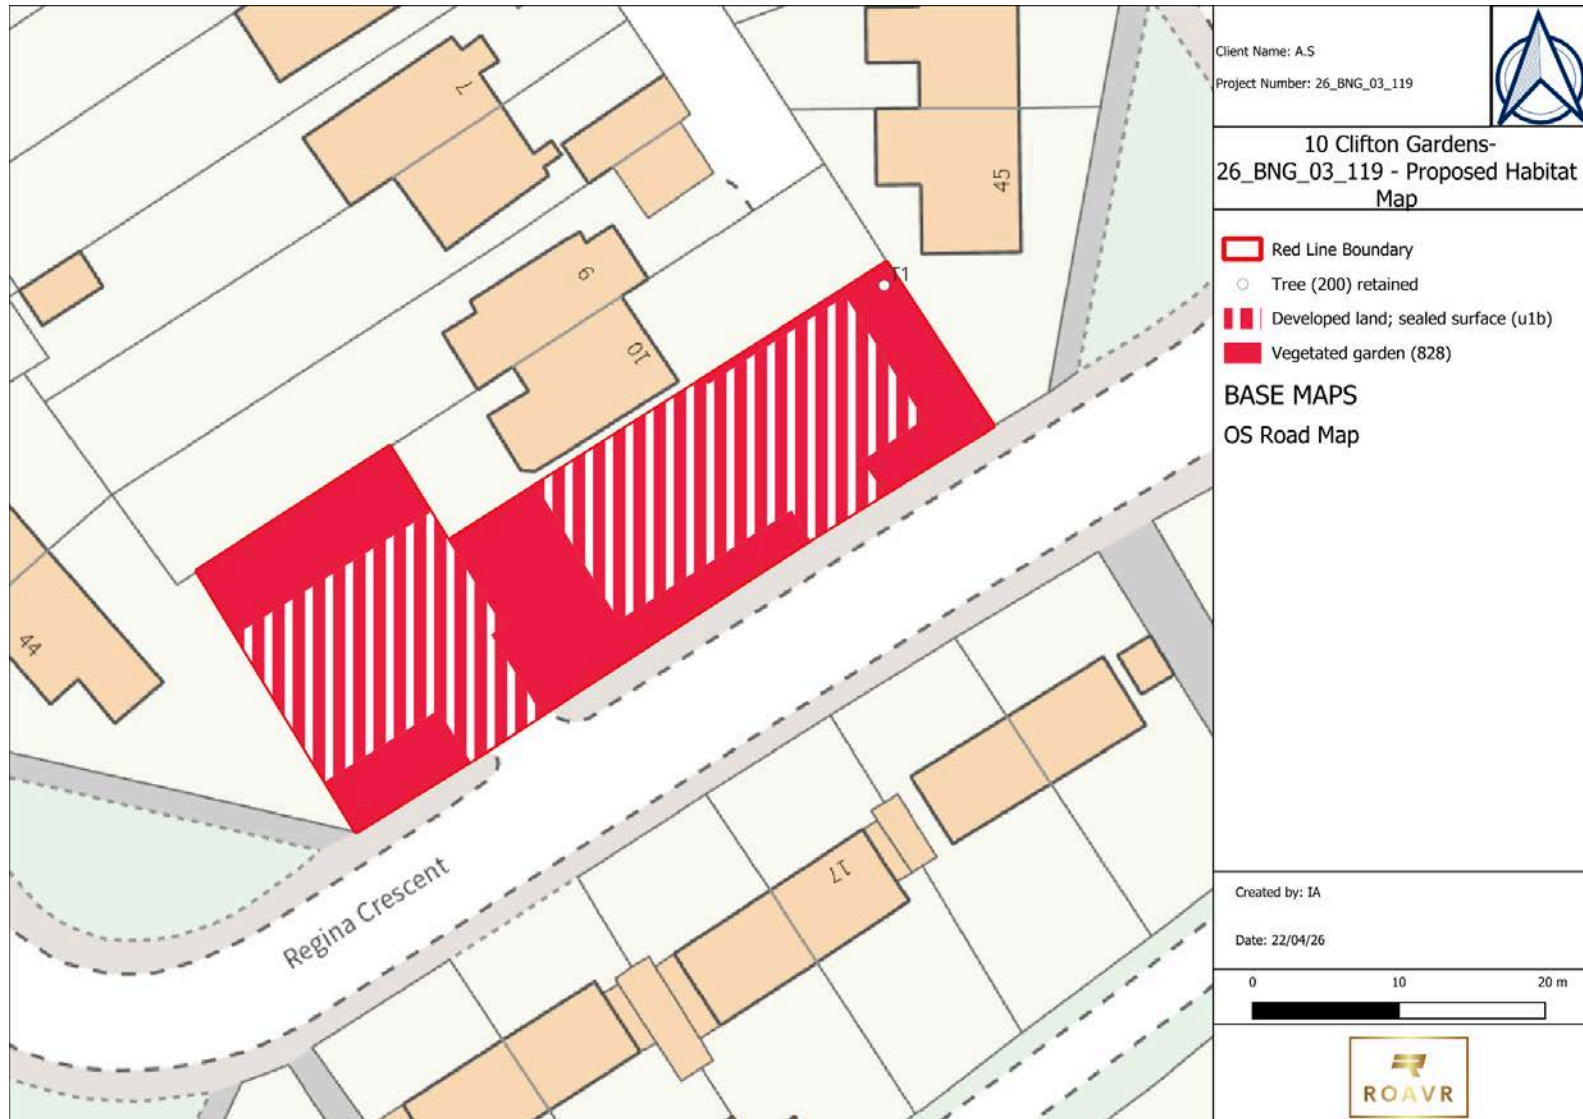 Client Name: A.S
Project Number: 26_BNG_03_119
10 Clifton Gardens-
26_BNG_03_119 - Proposed Habitat
Map
Red Line Boundary
Tree (200) retained
Developed land; sealed surface (u1b)
Vegetated garden (828)
BASE MAPS
OS Road Map
Created by: IA
Date: 22/04/26
0 10 20 m
ROAVR
7
45
9
T1
10
44
17
Regina Crescent